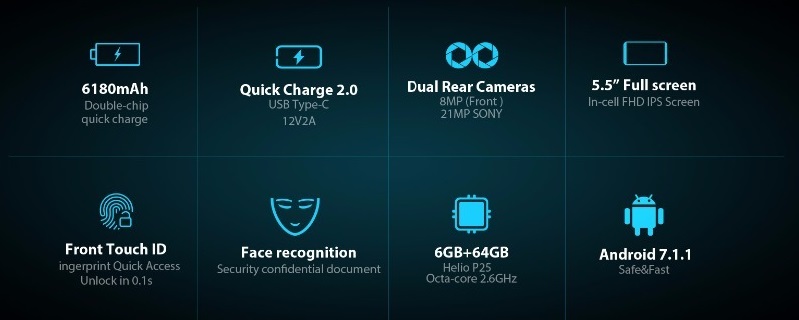 6180mAh
Double-chip
quick charge
Quick Charge 2.0
USB Type-C
12V2A
Dual Rear Cameras
8MP (Front )
21MP SONY
5.5” Full screen
In-cell FHD IPS Screen
Front Touch ID
ingerprint Quick Access
Unlock in 0.1s
Face recognition
Security confidential document
6GB+64GB
Helio P25
Octa-core 2.6GHz
Android 7.1.1
Safe&Fast